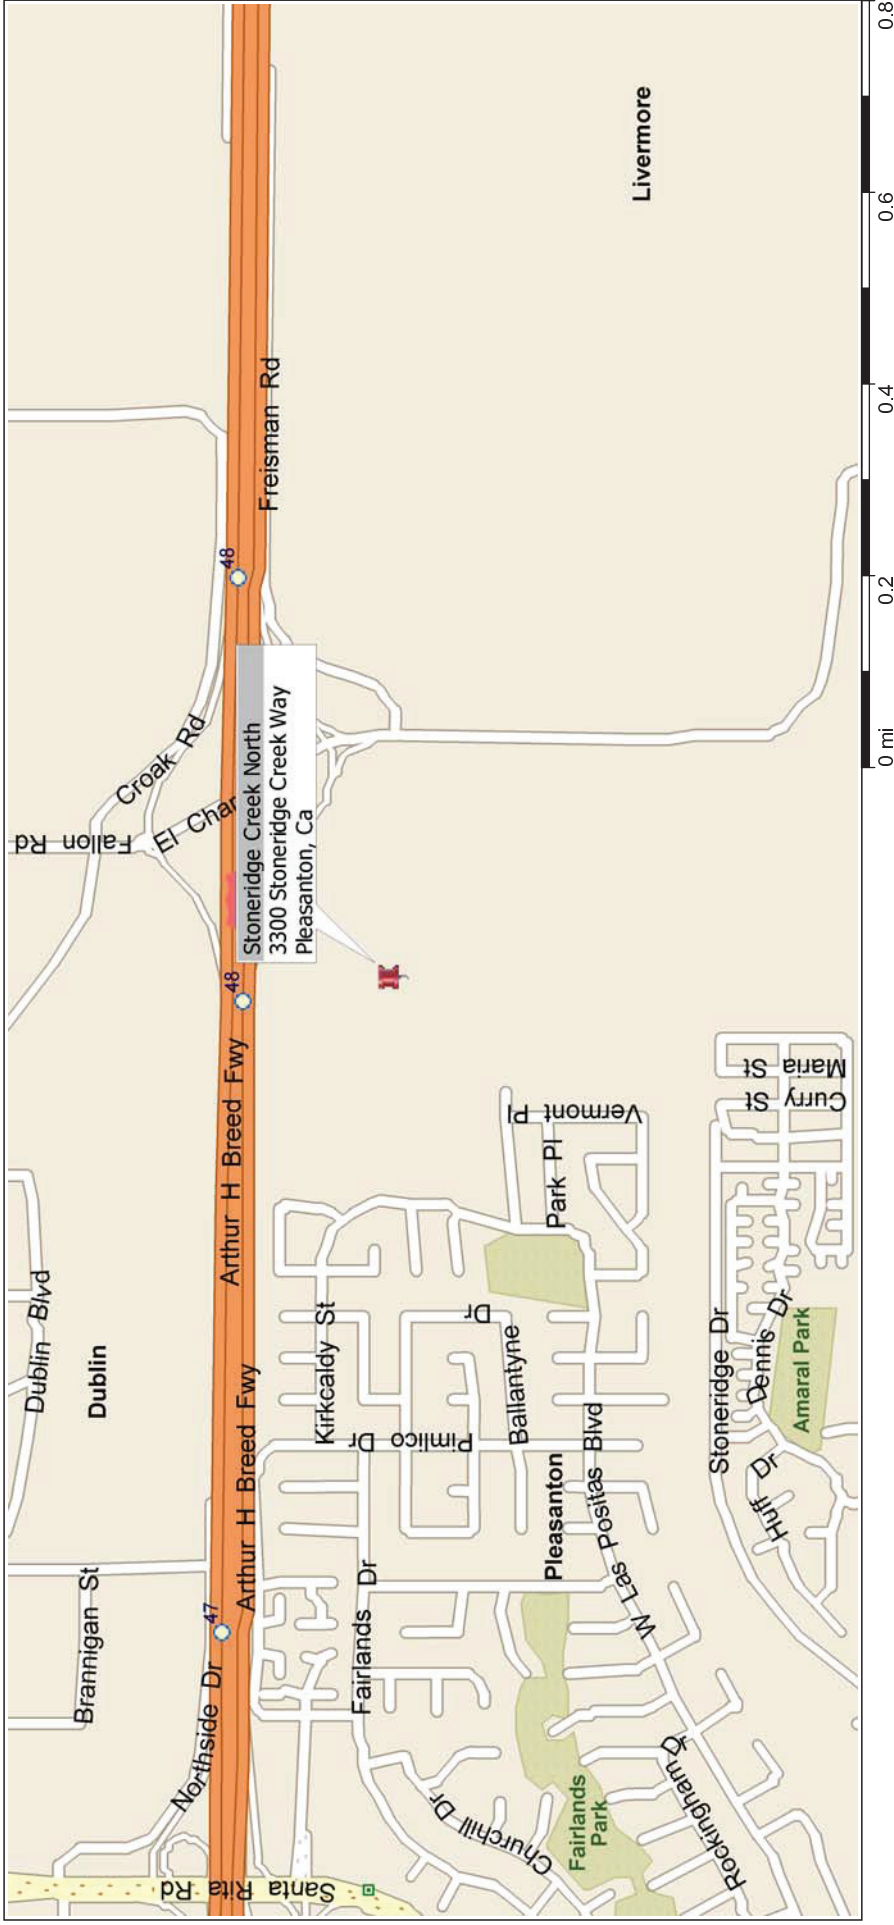 Santa Rita Rd
Northside Dr
47
Brannigan St
Dublin
Dublin Blvd
Arthur H Breed Fwy
Arthur H Breed Fwy
48
Fallon Rd
El Char
Croak Rd
48
Freisman Rd
Livermore
Stoneridge Creek North
3300 Stoneridge Creek Way
Pleasanton, Ca
Kirkcaldy St
Fairlands Dr
Pimlico Dr
Ballantyne Dr
Park Pl
Vermont Pl
Pleasanton
W Las Positas Blvd
Churchill Dr
Fairlands
Park
Rockingham D
Stoneridge Dr
Dennis Dr
Huff Dr
Amaral Park
Curry St
Maria St
0 mi
0.2
0.4
0.6
0.8